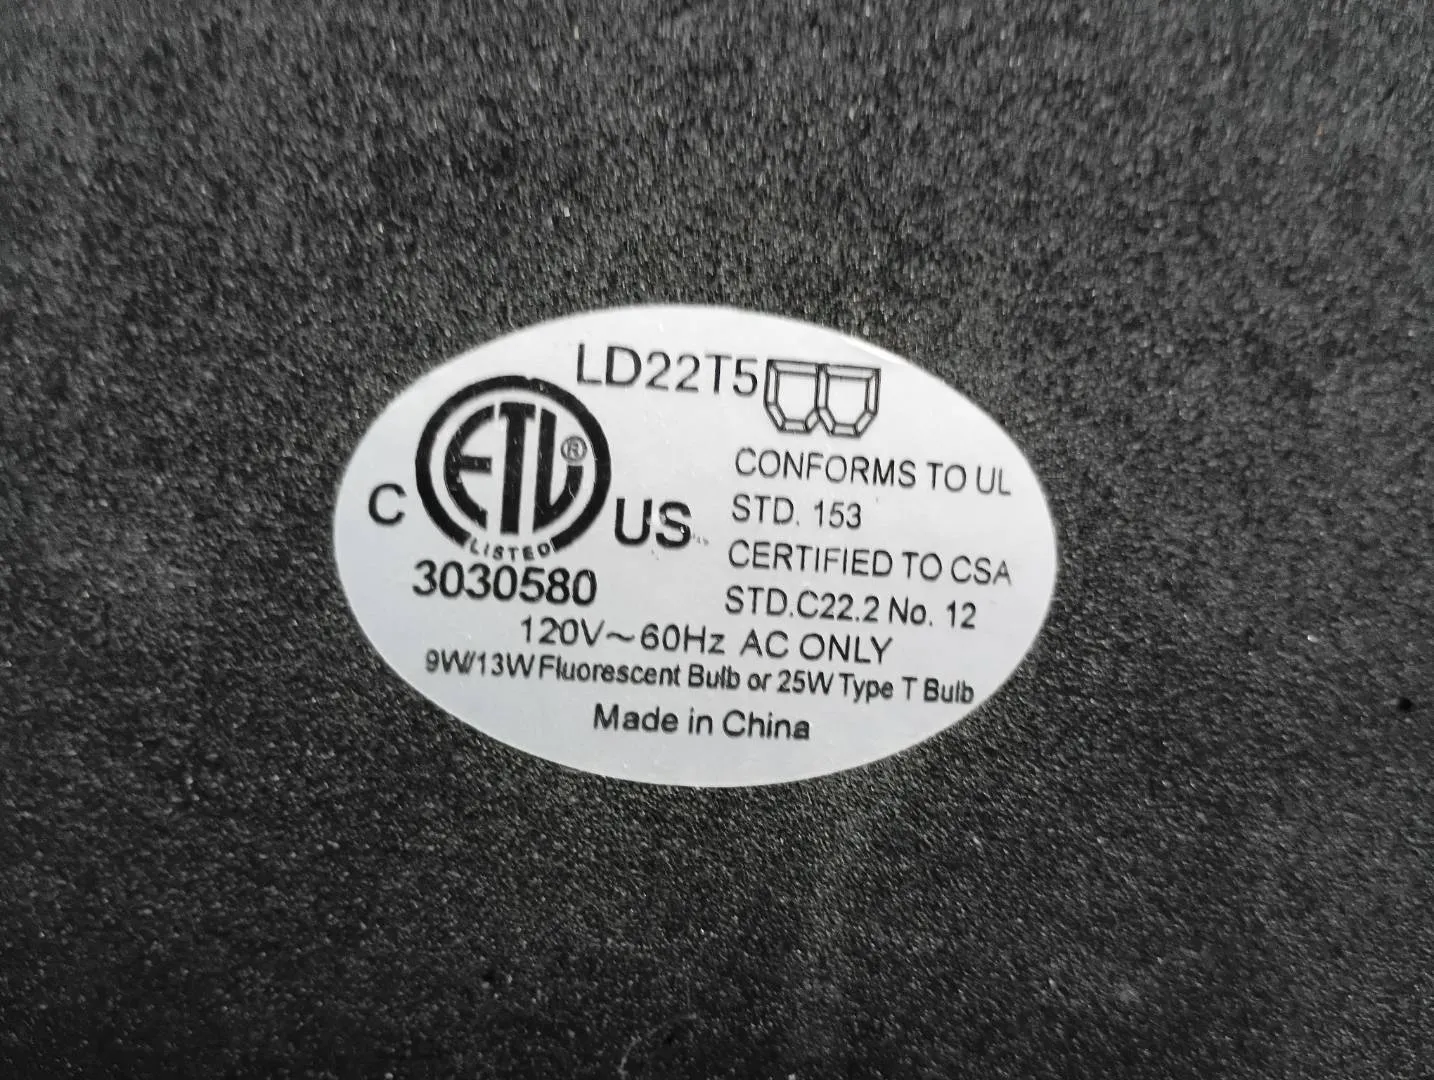 LD22T5
ETL®
C US
LISTED
3030580
CONFORMS TO UL
STD. 153
CERTIFIED TO CSA
STD.C22.2 No. 12
120V~60Hz AC ONLY
9W/13W Fluorescent Bulb or 25W Type T Bulb
Made in China